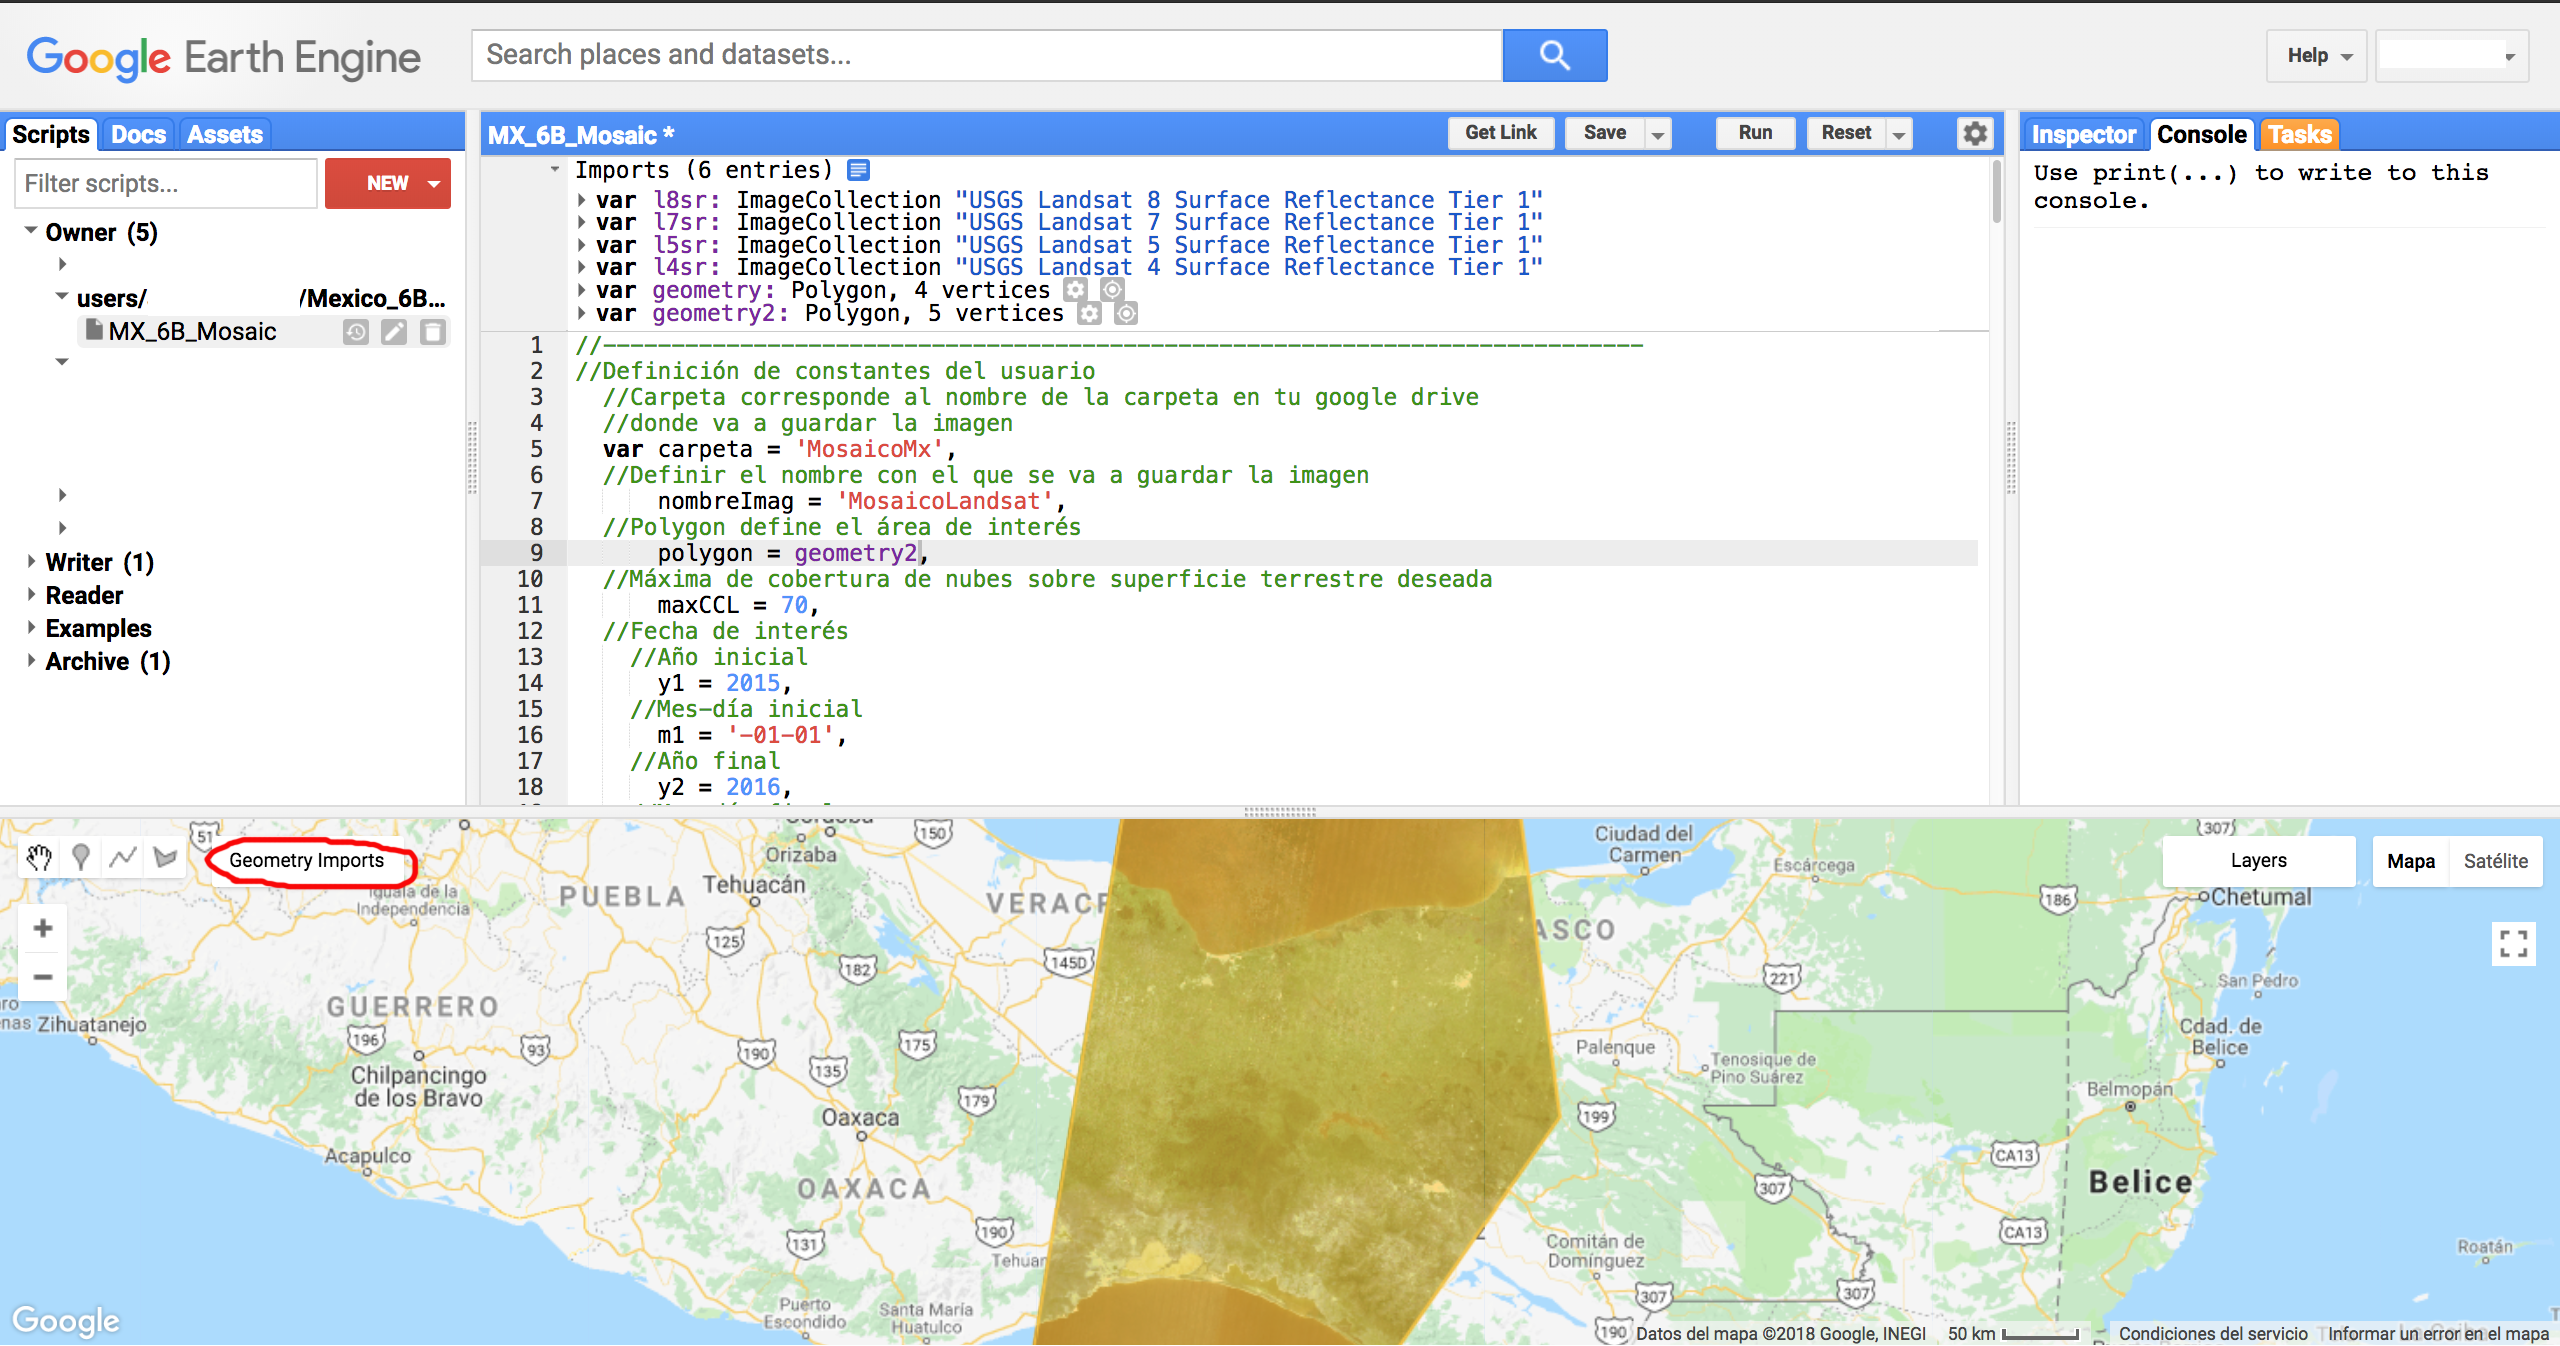 Google Earth Engine
Search places and datasets...
Help
Scripts
Docs
Assets
Filter scripts...
NEW
Owner (5)
users/ /Mexico_6B...
MX_6B_Mosaic
Writer (1)
Reader
Examples
Archive (1)
MX_6B_Mosaic *
Get Link
Save
Run
Reset
Imports (6 entries)
var l8sr: ImageCollection "USGS Landsat 8 Surface Reflectance Tier 1"
var l7sr: ImageCollection "USGS Landsat 7 Surface Reflectance Tier 1"
var l5sr: ImageCollection "USGS Landsat 5 Surface Reflectance Tier 1"
var l4sr: ImageCollection "USGS Landsat 4 Surface Reflectance Tier 1"
var geometry: Polygon, 4 vertices
var geometry2: Polygon, 5 vertices
1 //----------------------------------------------------------------------------
2 //Definición de constantes del usuario
3 //Carpeta corresponde al nombre de la carpeta en tu google drive
4 //donde va a guardar la imagen
5 var carpeta = 'MosaicoMx',
6 //Definir el nombre con el que se va a guardar la imagen
7 nombreImag = 'MosaicoLandsat',
8 //Polygon define el área de interés
9 polygon = geometry2,
10 //Máxima de cobertura de nubes sobre superficie terrestre deseada
11 maxCCL = 70,
12 //Fecha de interés
13 //Año inicial
14 y1 = 2015,
15 //Mes-día inicial
16 m1 = '-01-01',
17 //Año final
18 y2 = 2016,
Inspector
Console
Tasks
Use print(...) to write to this
console.
Geometry Imports
Layers
Mapa
Satélite
51
150
Orizaba
Iguala de la
Independencia
PUEBLA
Tehuacán
VERACR
125
182
145D
GUERRERO
Zihuatanejo
196
93
190
175
135
179
Chilpancingo
de los Bravo
Oaxaca
Acapulco
OAXACA
131
190
Tehuan
Puerto
Escondido
Santa María
Huatulco
Ciudad del
Carmen
Escárcega
307
186
Chetumal
ASCO
221
San Pedro
Cdad. de
Belice
Palenque
Tenosique de
Pino Suárez
Belmopán
199
CA13
307
Belice
CA13
Comitán de
Domínguez
Roatán
307
307
190
Google
Datos del mapa ©2018 Google, INEGI
50 km
Condiciones del servicio
Informar un error en el mapa